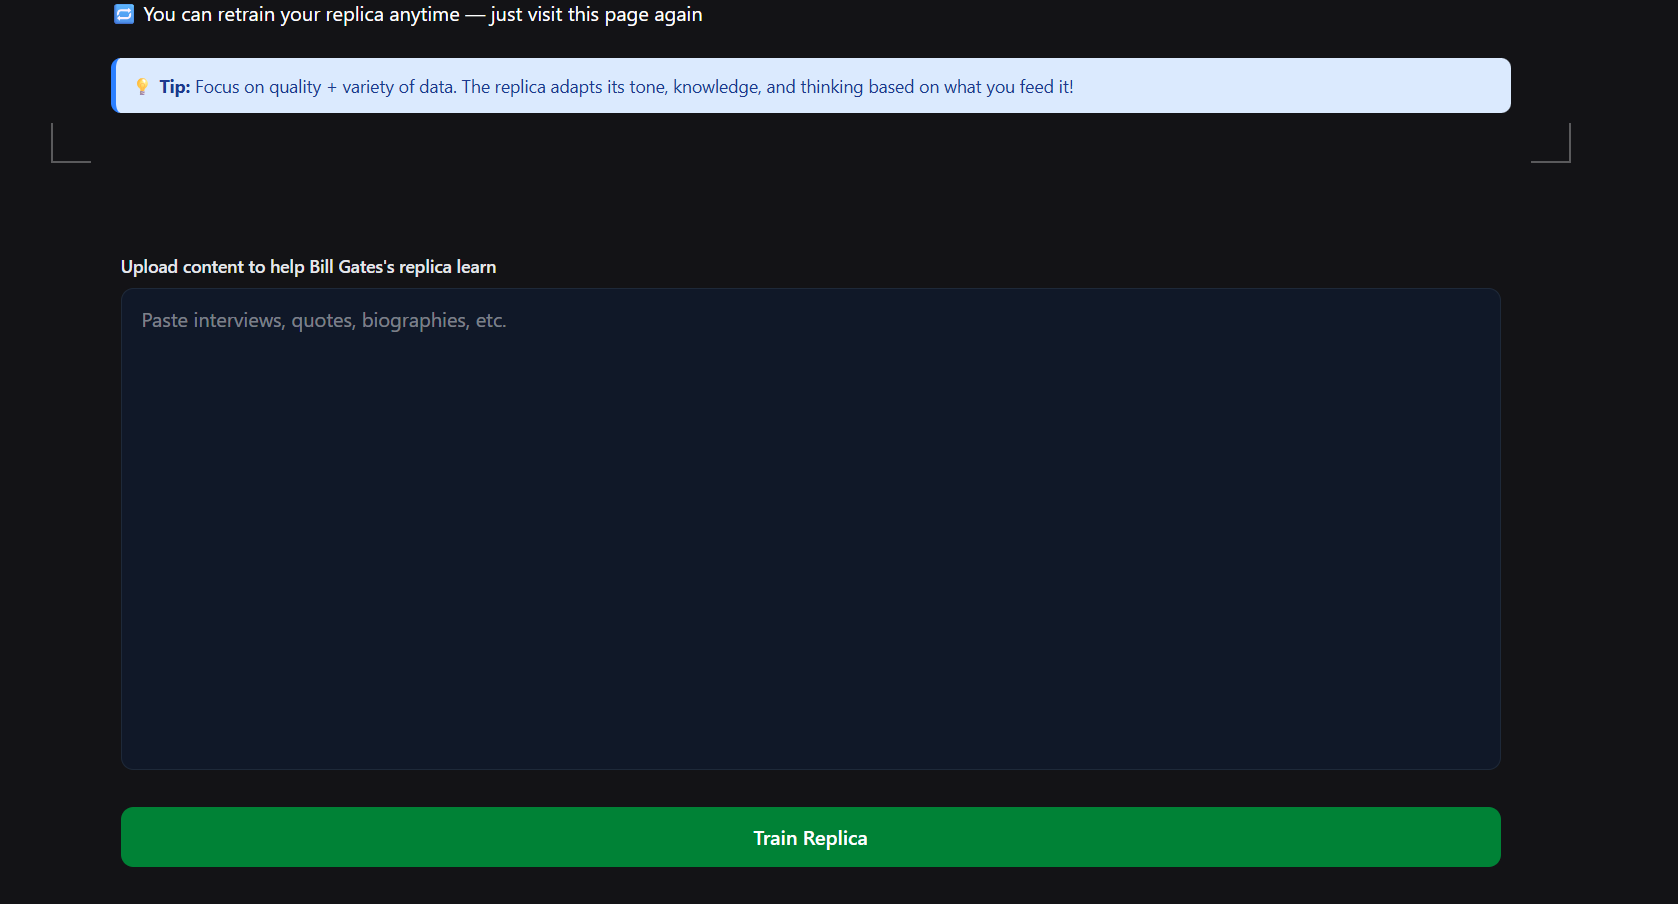 🔁 You can retrain your replica anytime — just visit this page again
💡 Tip: Focus on quality + variety of data. The replica adapts its tone, knowledge, and thinking based on what you feed it!
Upload content to help Bill Gates's replica learn
Paste interviews, quotes, biographies, etc.
Train Replica